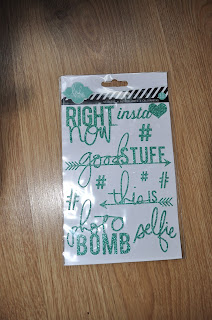 RIGHT insta
now #
good STUFF
# # #
# this is
photo
BOMB selfie